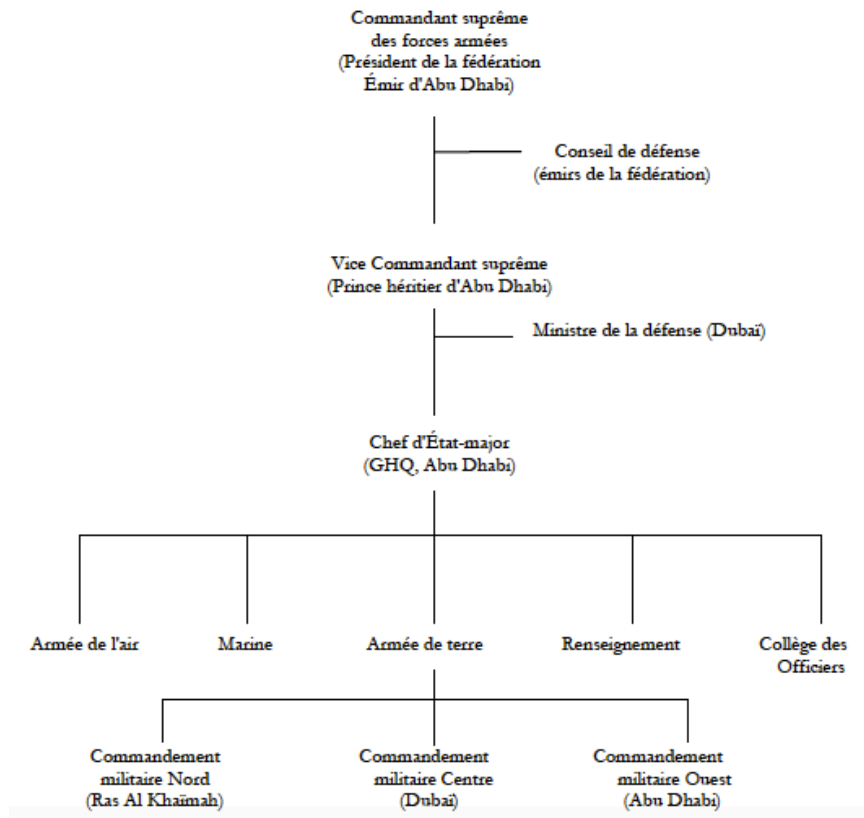 Commandant suprême
des forces armées
(Président de la fédération
Émir d'Abu Dhabi)
Conseil de défense
(émirs de la fédération)
Vice Commandant suprême
(Prince héritier d'Abu Dhabi)
Ministre de la défense (Dubaï)
Chef d'État-major
(GHQ, Abu Dhabi)
Armée de l'air
Marine
Armée de terre
Renseignement
Collège des
Officiers
Commandement
militaire Nord
(Ras Al Khaïmah)
Commandement
militaire Centre
(Dubaï)
Commandement
militaire Ouest
(Abu Dhabi)